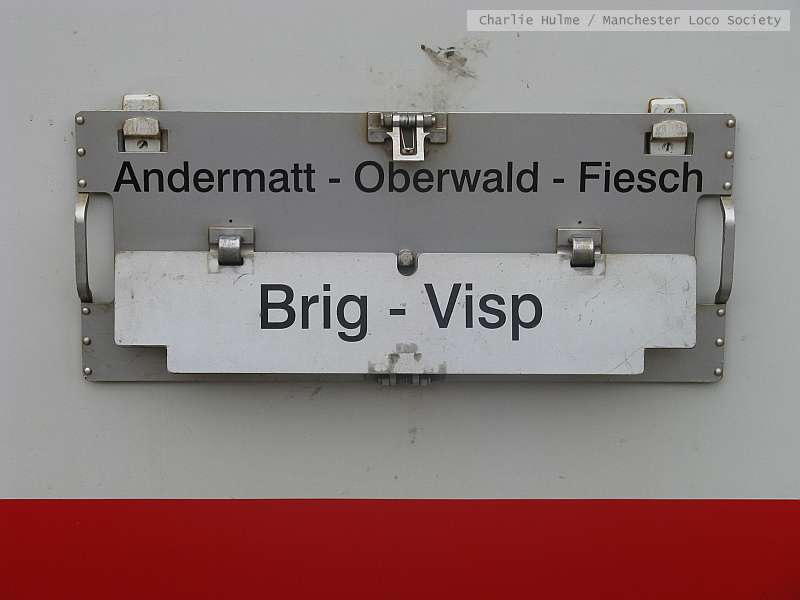 Charlie Hulme / Manchester Loco Society
Andermatt - Oberwald - Fiesch
Brig - Visp